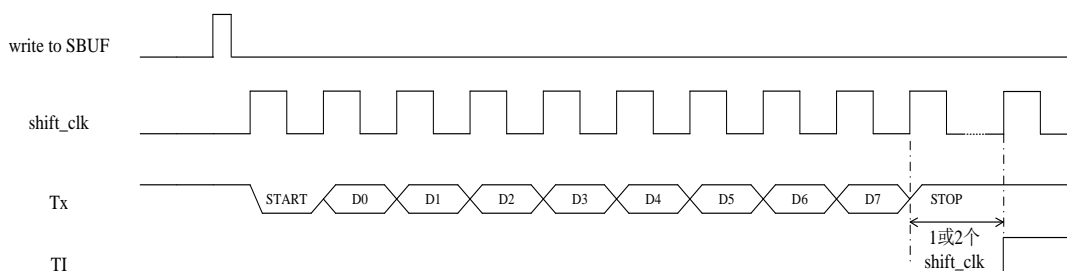 write to SBUF
shift_clk
Tx START D0 D1 D2 D3 D4 D5 D6 D7 STOP
1或2个
shift_clk
TI